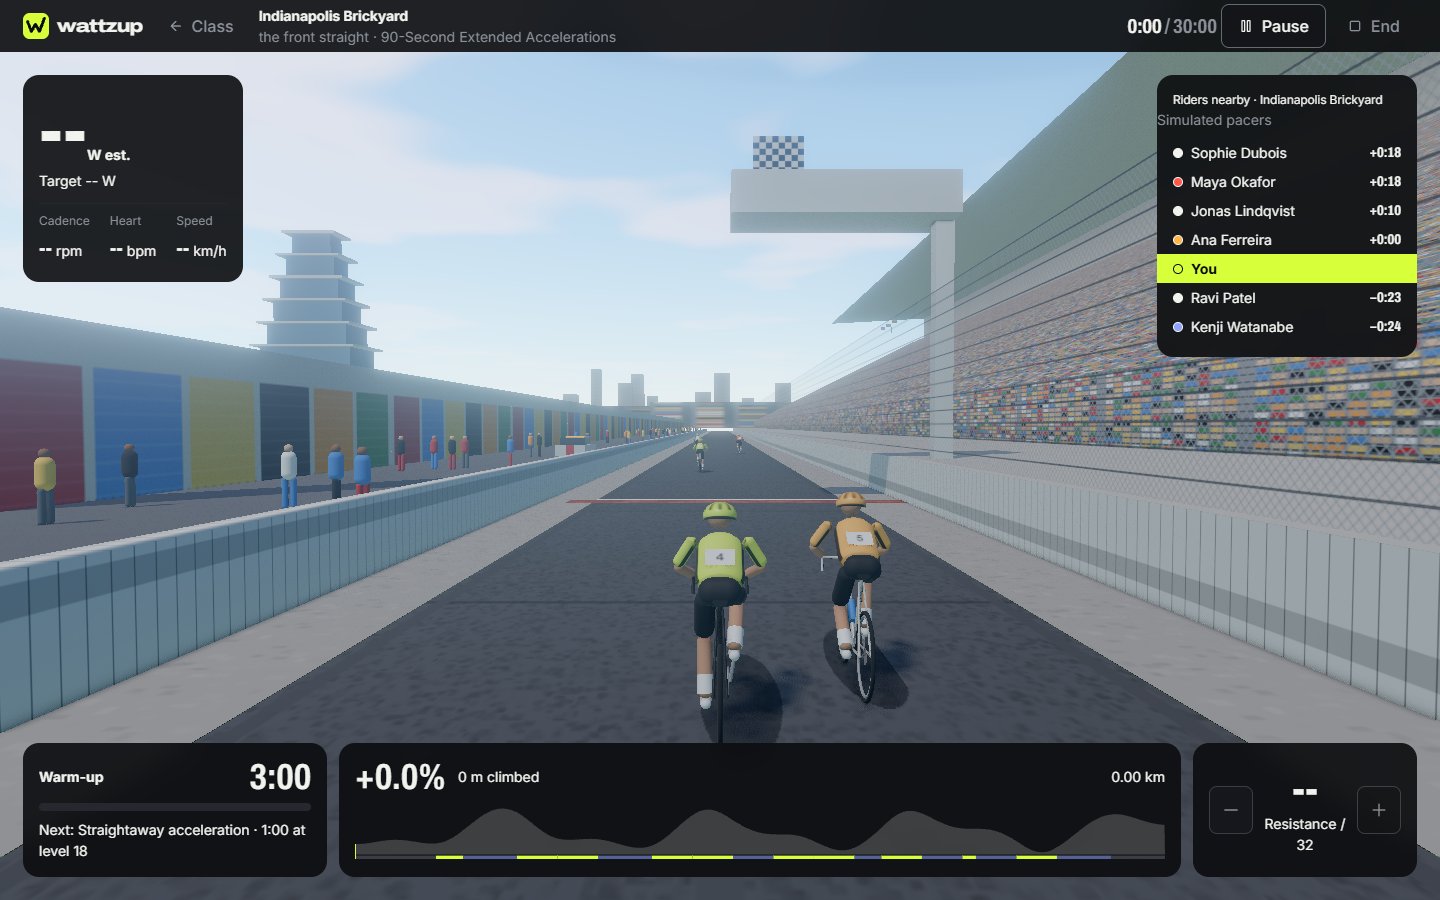 wattzup
Class
Indianapolis Brickyard
the front straight · 90-Second Extended Accelerations
0:00 / 30:00
Pause
End
--
W est.
Target -- W
Cadence Heart Speed
-- rpm -- bpm -- km/h
Riders nearby · Indianapolis Brickyard
Simulated pacers
Sophie Dubois +0:18
Maya Okafor +0:18
Jonas Lindqvist +0:10
Ana Ferreira +0:00
You
Ravi Patel −0:23
Kenji Watanabe −0:24
4
5
Warm-up 3:00
Next: Straightaway acceleration · 1:00 at
level 18
+0.0% 0 m climbed 0.00 km
--
Resistance /
32